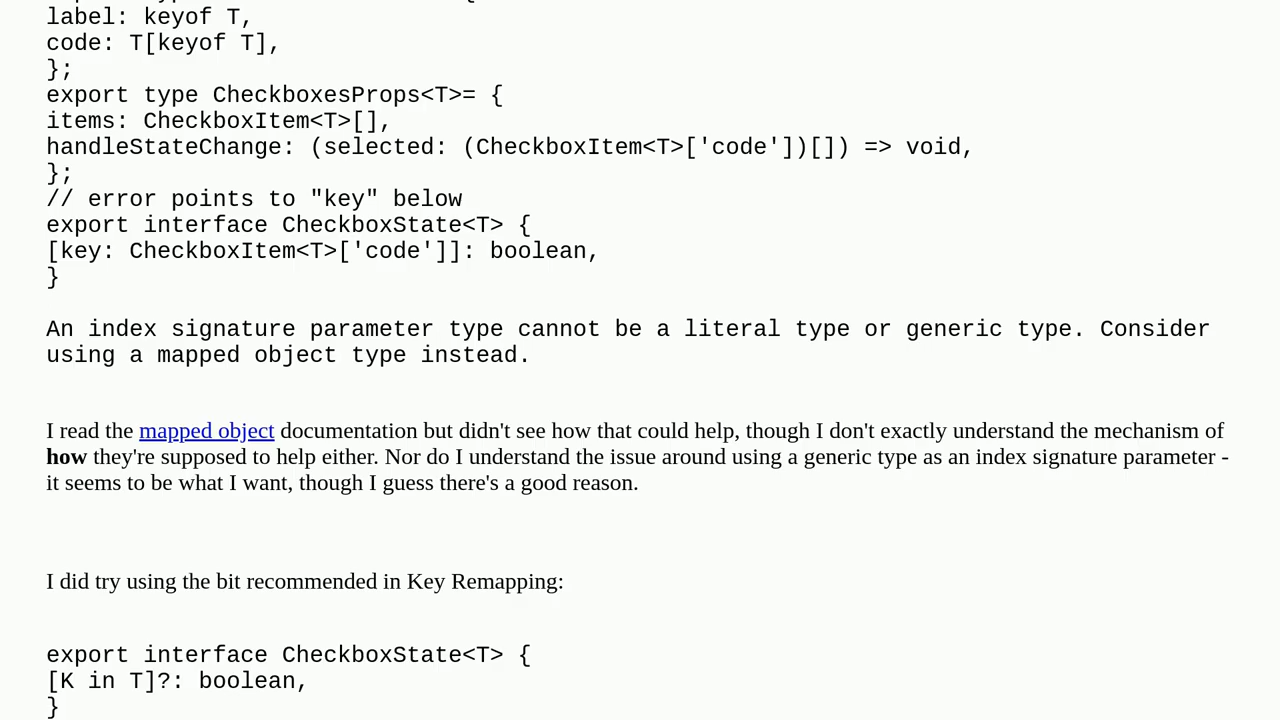 label: keyof T,
code: T[keyof T],
};
export type CheckboxesProps<T>= {
items: CheckboxItem<T>[],
handleStateChange: (selected: (CheckboxItem<T>['code'])[]) => void,
};
// error points to "key" below
export interface CheckboxState<T> {
[key: CheckboxItem<T>['code']]: boolean,
}
An index signature parameter type cannot be a literal type or generic type. Consider
using a mapped object type instead.
I read the mapped object documentation but didn't see how that could help, though I don't exactly understand the mechanism of
how they're supposed to help either. Nor do I understand the issue around using a generic type as an index signature parameter -
it seems to be what I want, though I guess there's a good reason.
I did try using the bit recommended in Key Remapping:
export interface CheckboxState<T> {
[K in T]?: boolean,
}